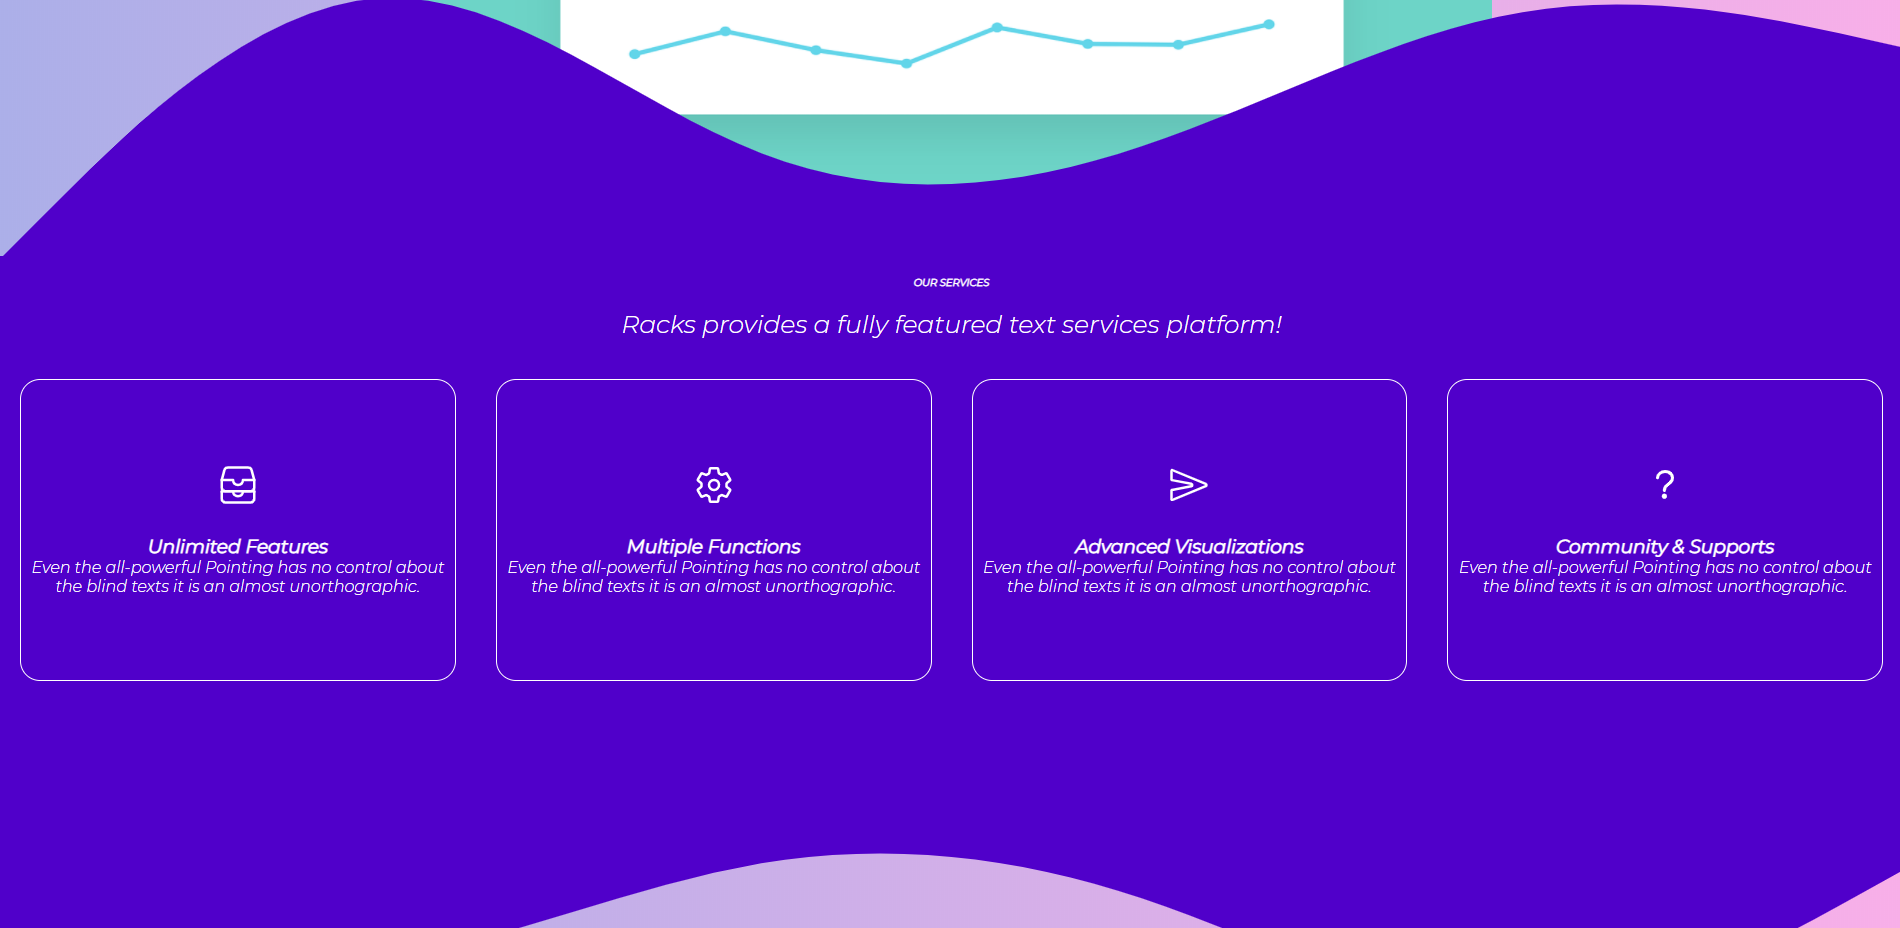 OUR SERVICES
Racks provides a fully featured text services platform!
Unlimited Features
Even the all-powerful Pointing has no control about
the blind texts it is an almost unorthographic.
Multiple Functions
Even the all-powerful Pointing has no control about
the blind texts it is an almost unorthographic.
Advanced Visualizations
Even the all-powerful Pointing has no control about
the blind texts it is an almost unorthographic.
Community & Supports
Even the all-powerful Pointing has no control about
the blind texts it is an almost unorthographic.